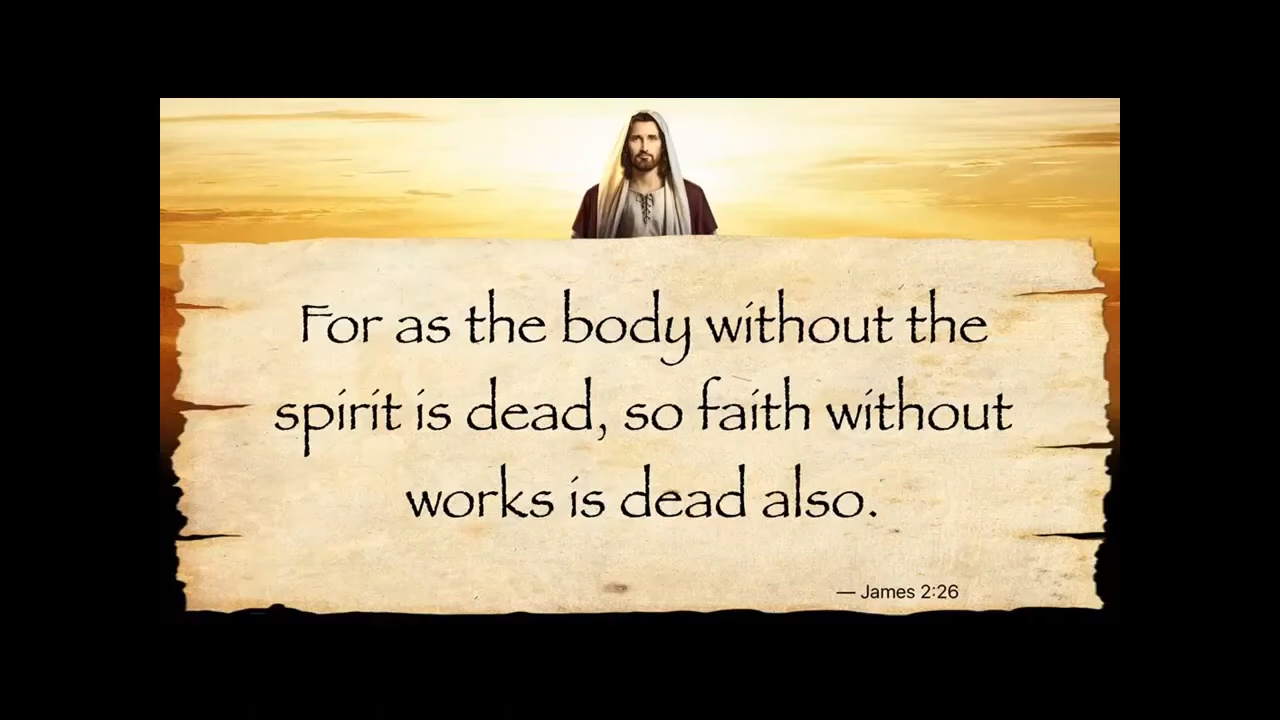 For as the body without the
spirit is dead, so faith without
works is dead also.
— James 2:26